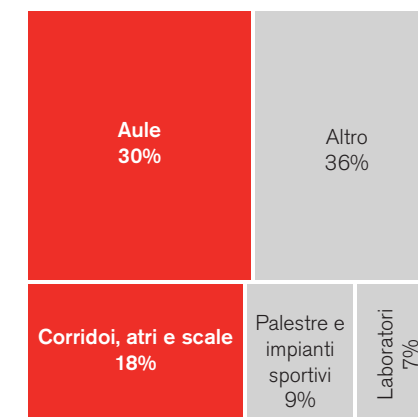 Aule
30%
Altro
36%
Corridoi, atri e scale
18%
Palestre e
impianti
sportivi
9%
Laboratori
7%